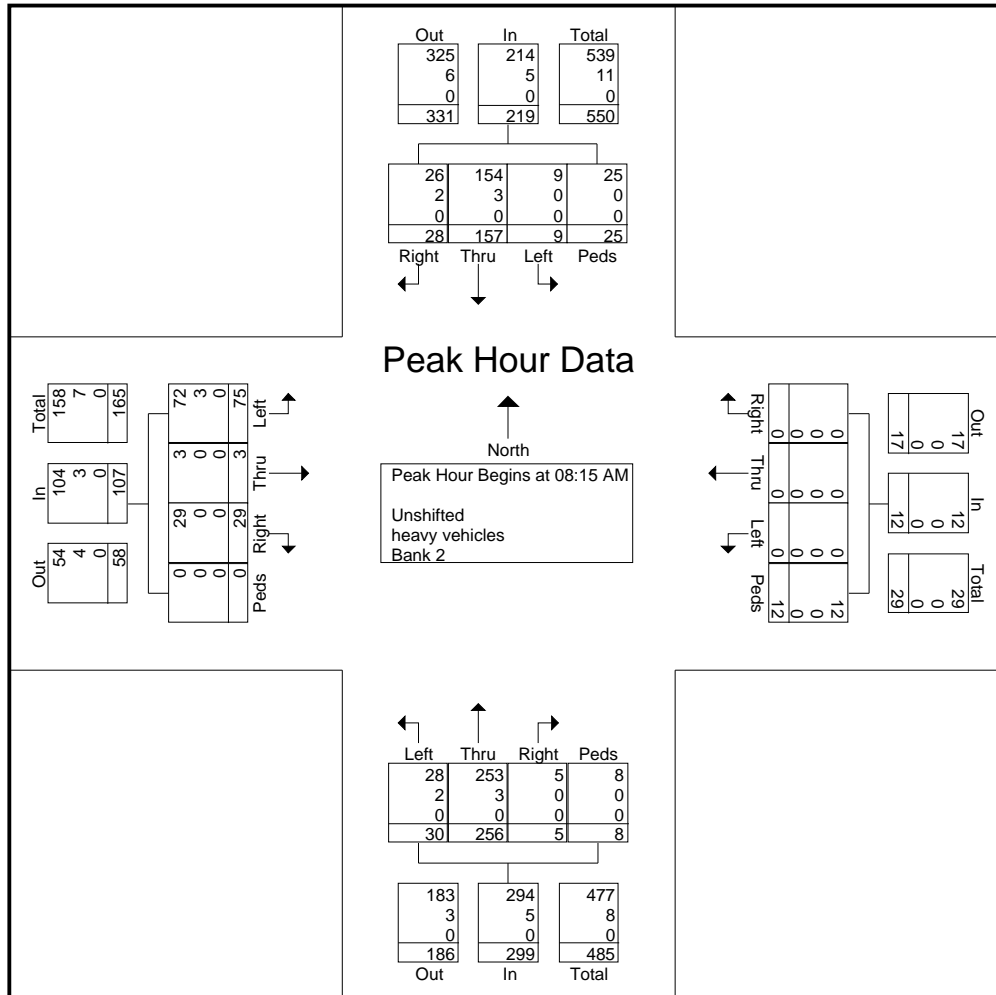 Out In Total
325 214 539
6 5 11
0 0 0
331 219 550
26 154 9 25
2 3 0 0
0 0 0 0
28 157 9 25
Right Thru Left Peds
Peak Hour Data
North
Peak Hour Begins at 08:15 AM
Unshifted
heavy vehicles
Bank 2
Total
158
7
0
165
In
104
3
0
107
Out
54
4
0
58
72
3
0
75
Left
3
0
0
3
Thru
29
0
0
29
Right
0
0
0
0
Peds
Right
0
0
0
0
Thru
0
0
0
0
Left
0
0
0
0
Peds
12
0
0
12
Out
17
0
0
17
In
12
0
0
12
Total
29
0
0
29
Left Thru Right Peds
28 253 5 8
2 3 0 0
0 0 0 0
30 256 5 8
183 294 477
3 5 8
0 0 0
186 299 485
Out In Total